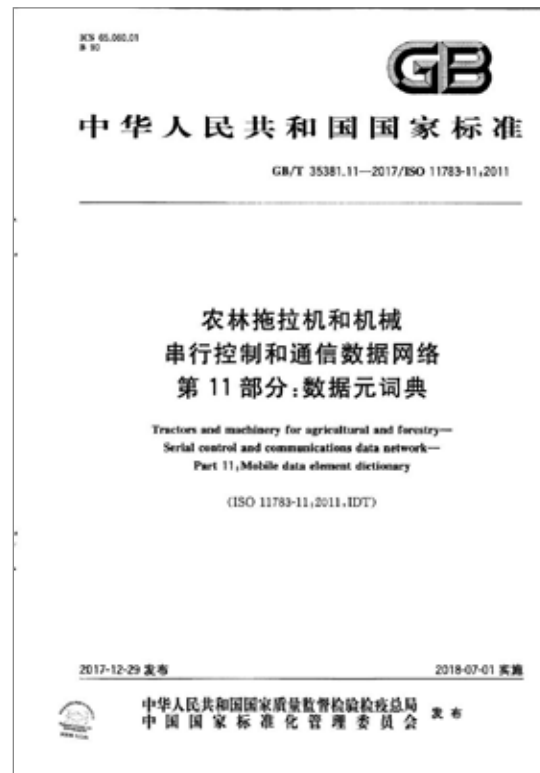 ICS 65.060.01
B 90
GB
中华人民共和国国家标准
GB/T 35381.11—2017/ISO 11783-11:2011
农林拖拉机和机械
串行控制和通信数据网络
第 11 部分:数据元词典
Tractors and machinery for agricultural and forestry—
Serial control and communications data network—
Part 11:Mobile data element dictionary
(ISO 11783-11:2011,IDT)
2017-12-29 发布
2018-07-01 实施
中华人民共和国国家质量监督检验检疫总局
中国国家标准化管理委员会
发布